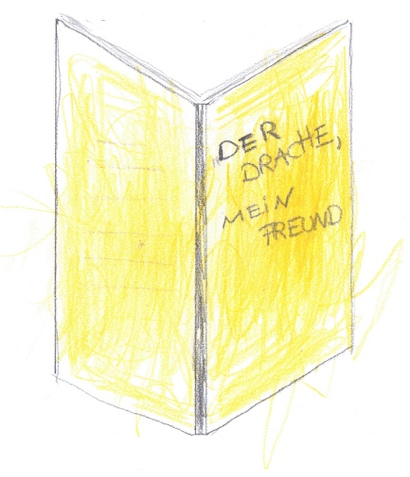 „DER
DRACHE,
MEIN
FREUND